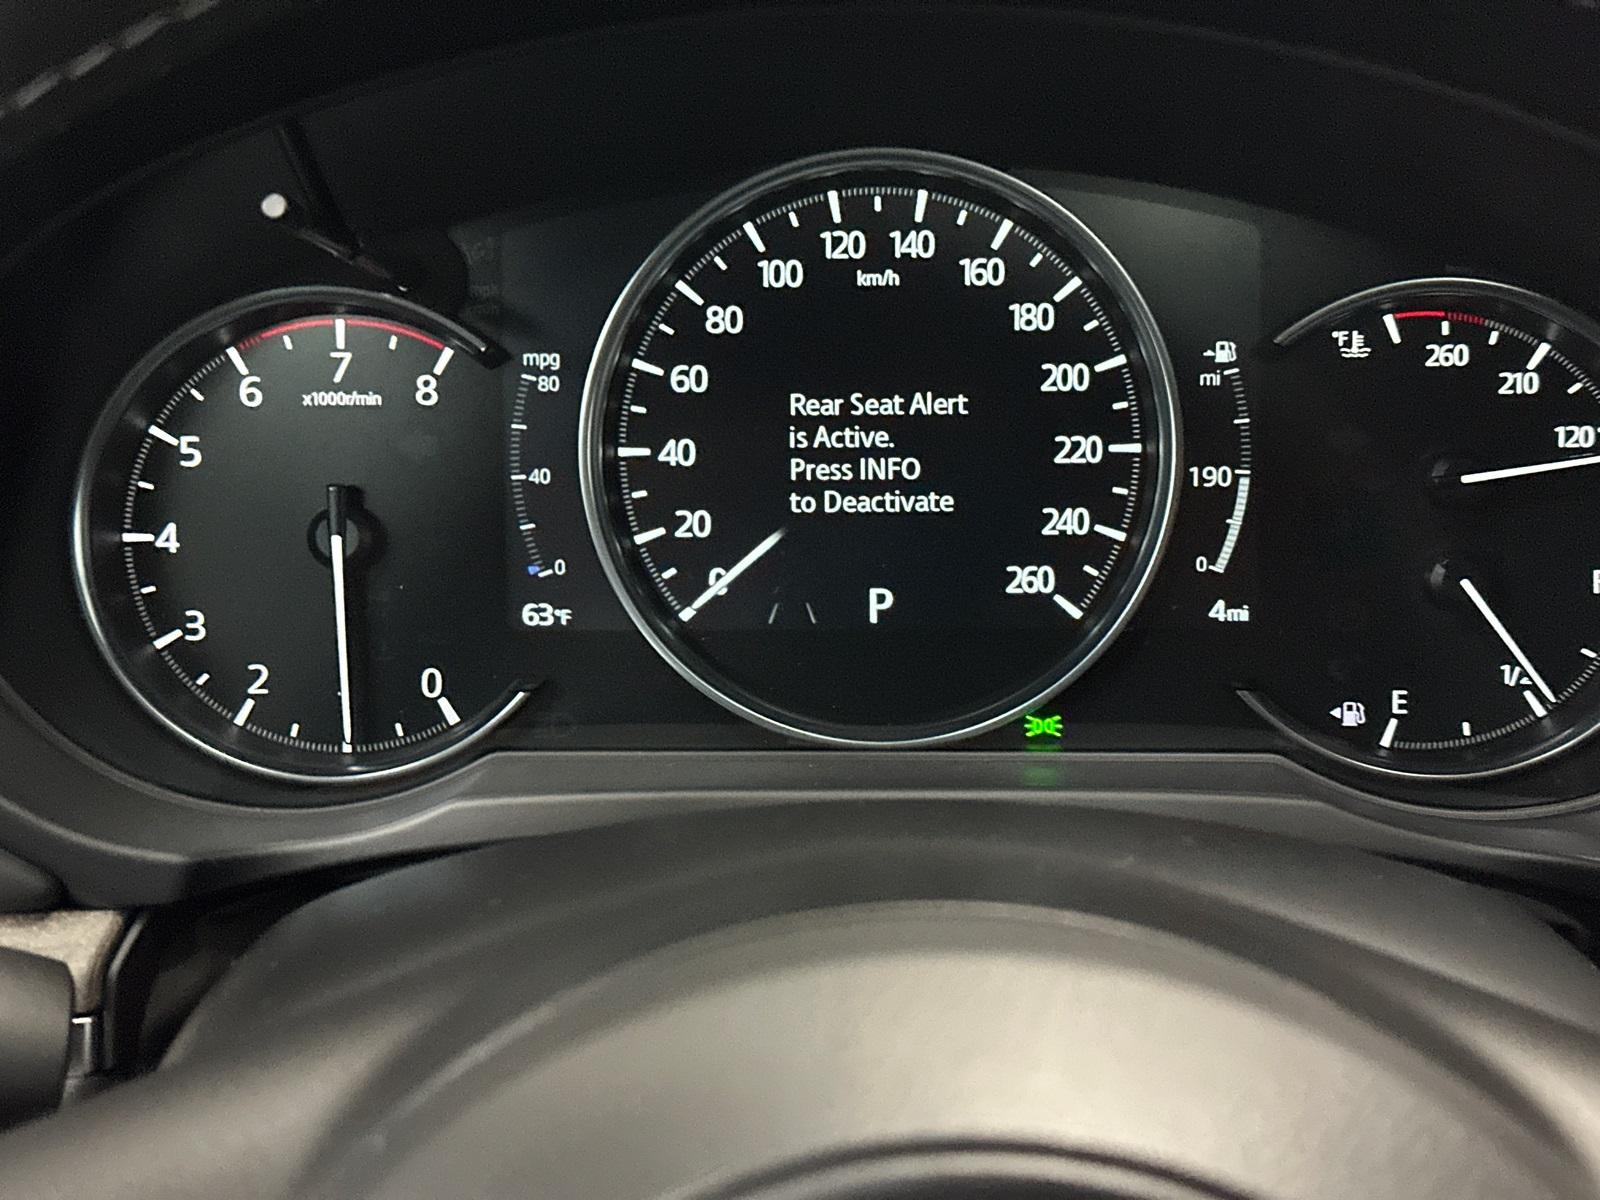 6
7
8
x1000r/min
5
4
3
2
0
mpg
80
40
0
63°F
120 140
100 km/h 160
80 180
60 200
40 220
20 240
0 260
Rear Seat Alert
is Active.
Press INFO
to Deactivate
P
mi
190
0
4mi
°F
260
210
120
1/2
E